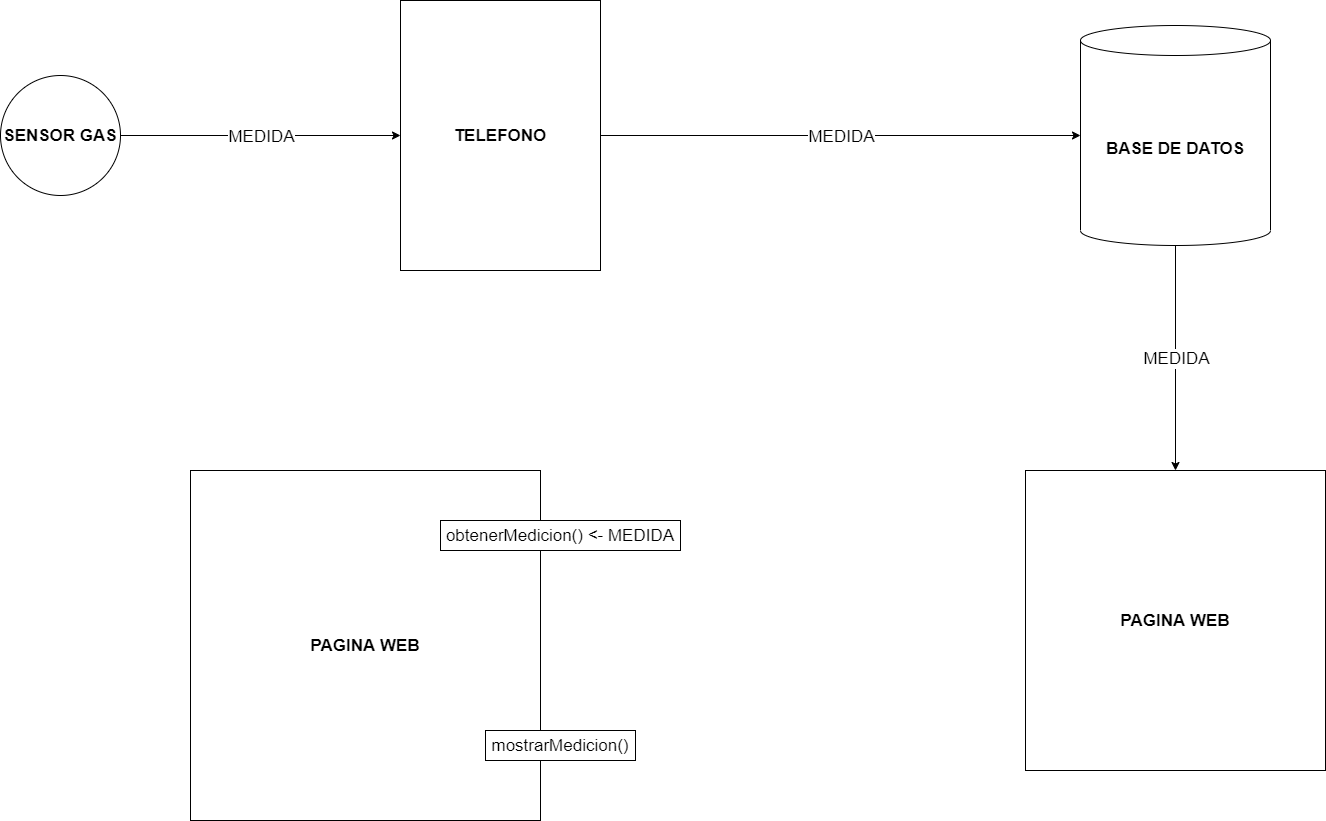 SENSOR GAS
MEDIDA
TELEFONO
MEDIDA
BASE DE DATOS
MEDIDA
obtenerMedicion() <- MEDIDA
PAGINA WEB
mostrarMedicion()
PAGINA WEB